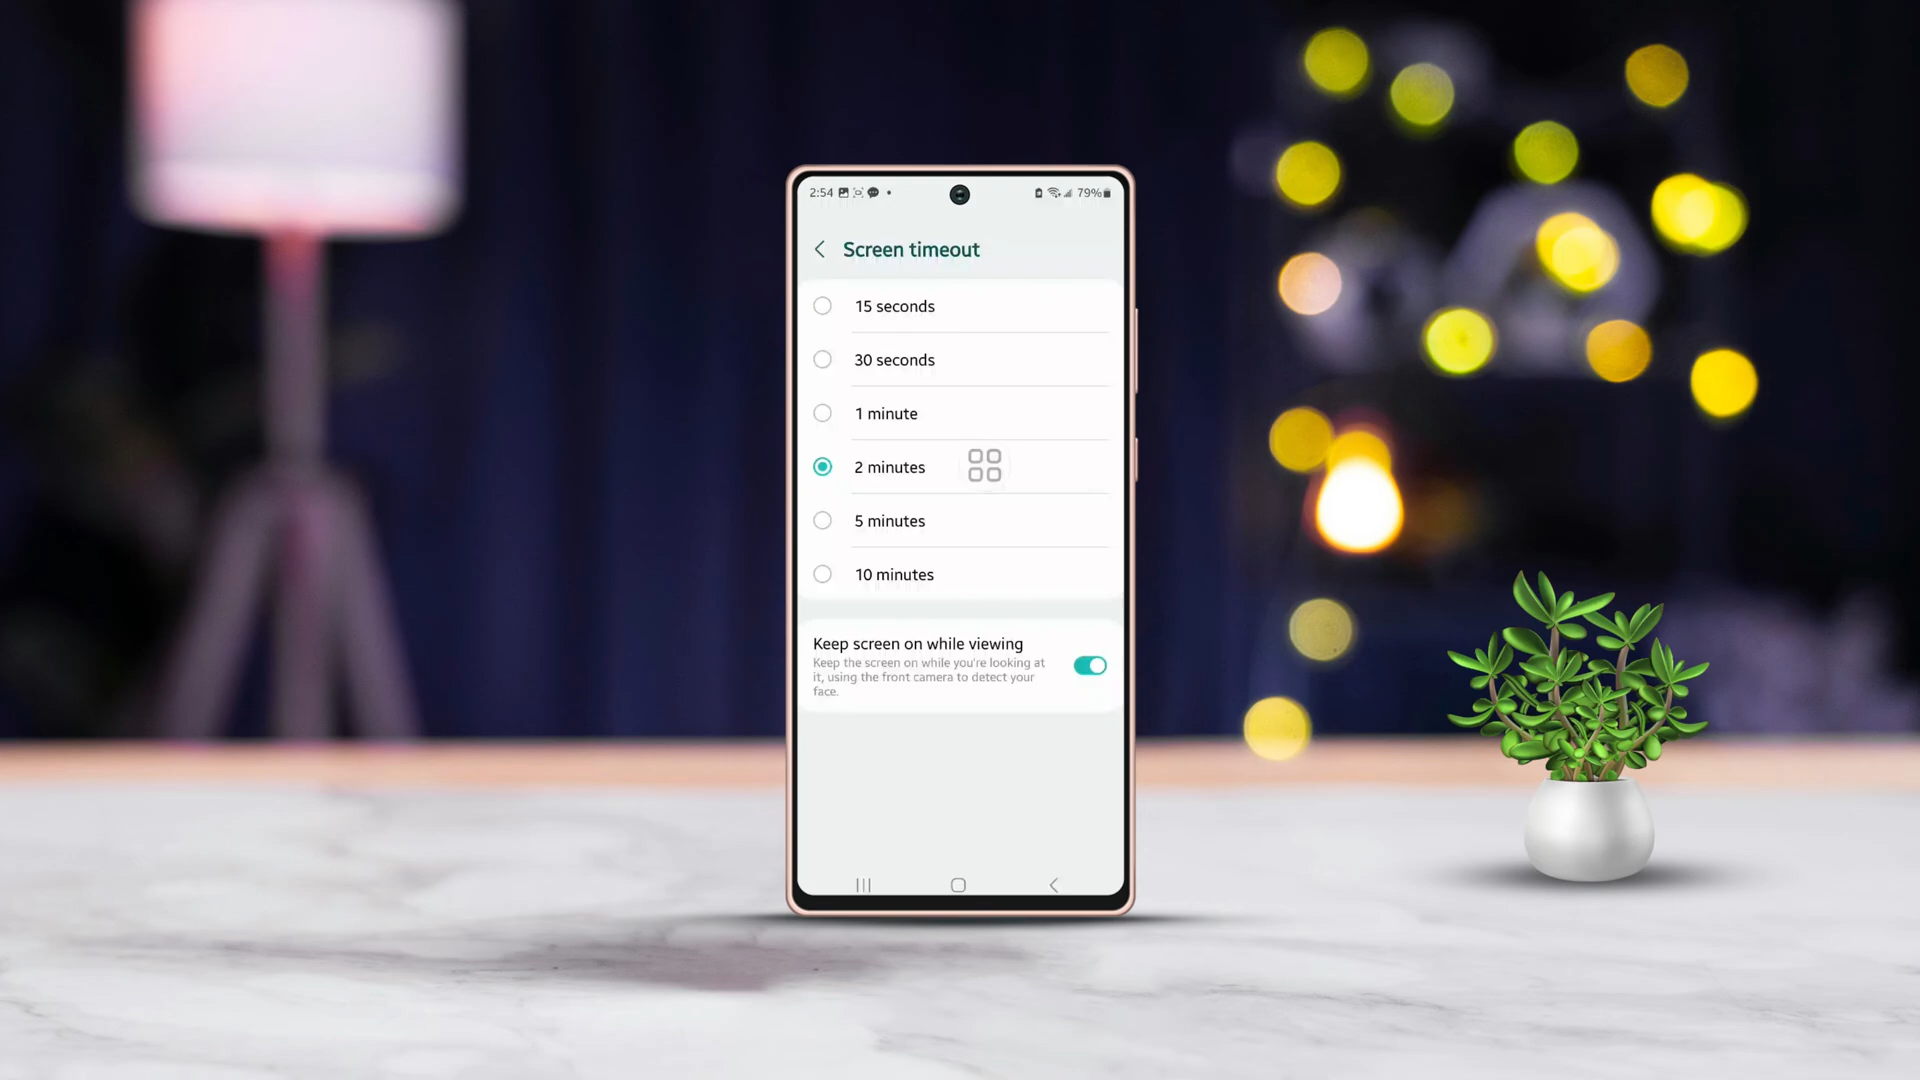 2:54 79%
Screen timeout
15 seconds
30 seconds
1 minute
2 minutes
5 minutes
10 minutes
Keep screen on while viewing
Keep the screen on while you're looking at
it, using the front camera to detect your
face.